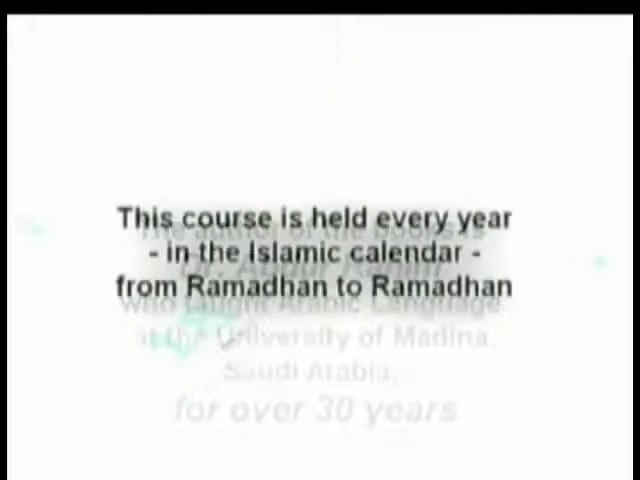 This course is held every year
- in the Islamic calendar -
from Ramadhan to Ramadhan
who taught Arabic Language
at the University of Madina
Saudi Arabia,
for over 30 years